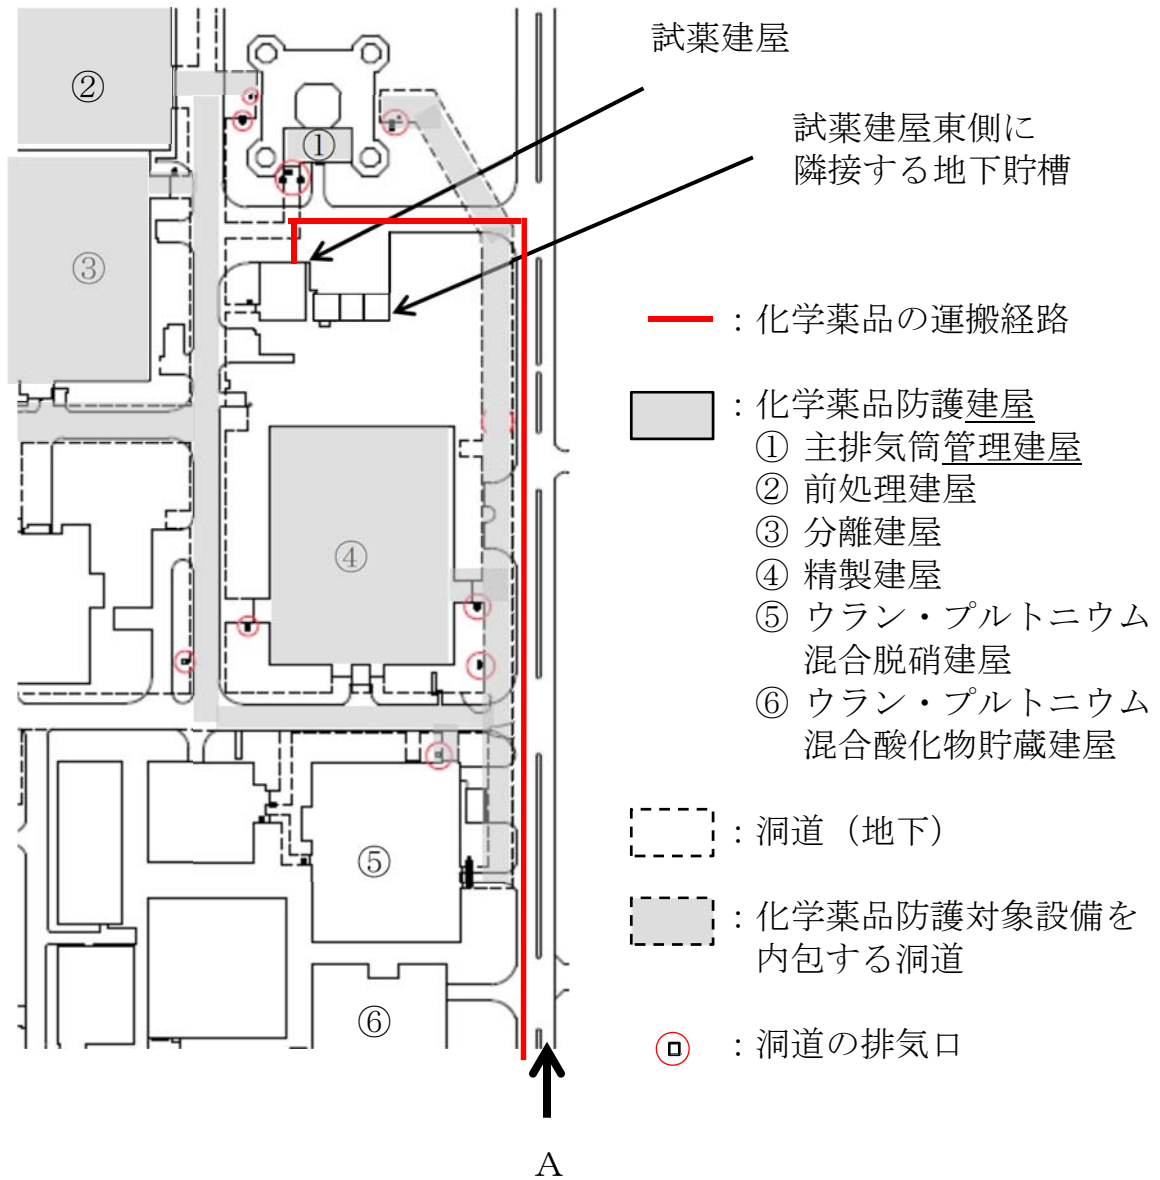 試薬建屋
試薬建屋東側に
隣接する地下貯槽
②
①
③
④
⑤
⑥
：化学薬品の運搬経路
：化学薬品防護建屋
① 主排気筒管理建屋
② 前処理建屋
③ 分離建屋
④ 精製建屋
⑤ ウラン・プルトニウム
混合脱硝建屋
⑥ ウラン・プルトニウム
混合酸化物貯蔵建屋
：洞道（地下）
：化学薬品防護対象設備を
内包する洞道
：洞道の排気口
Ａ